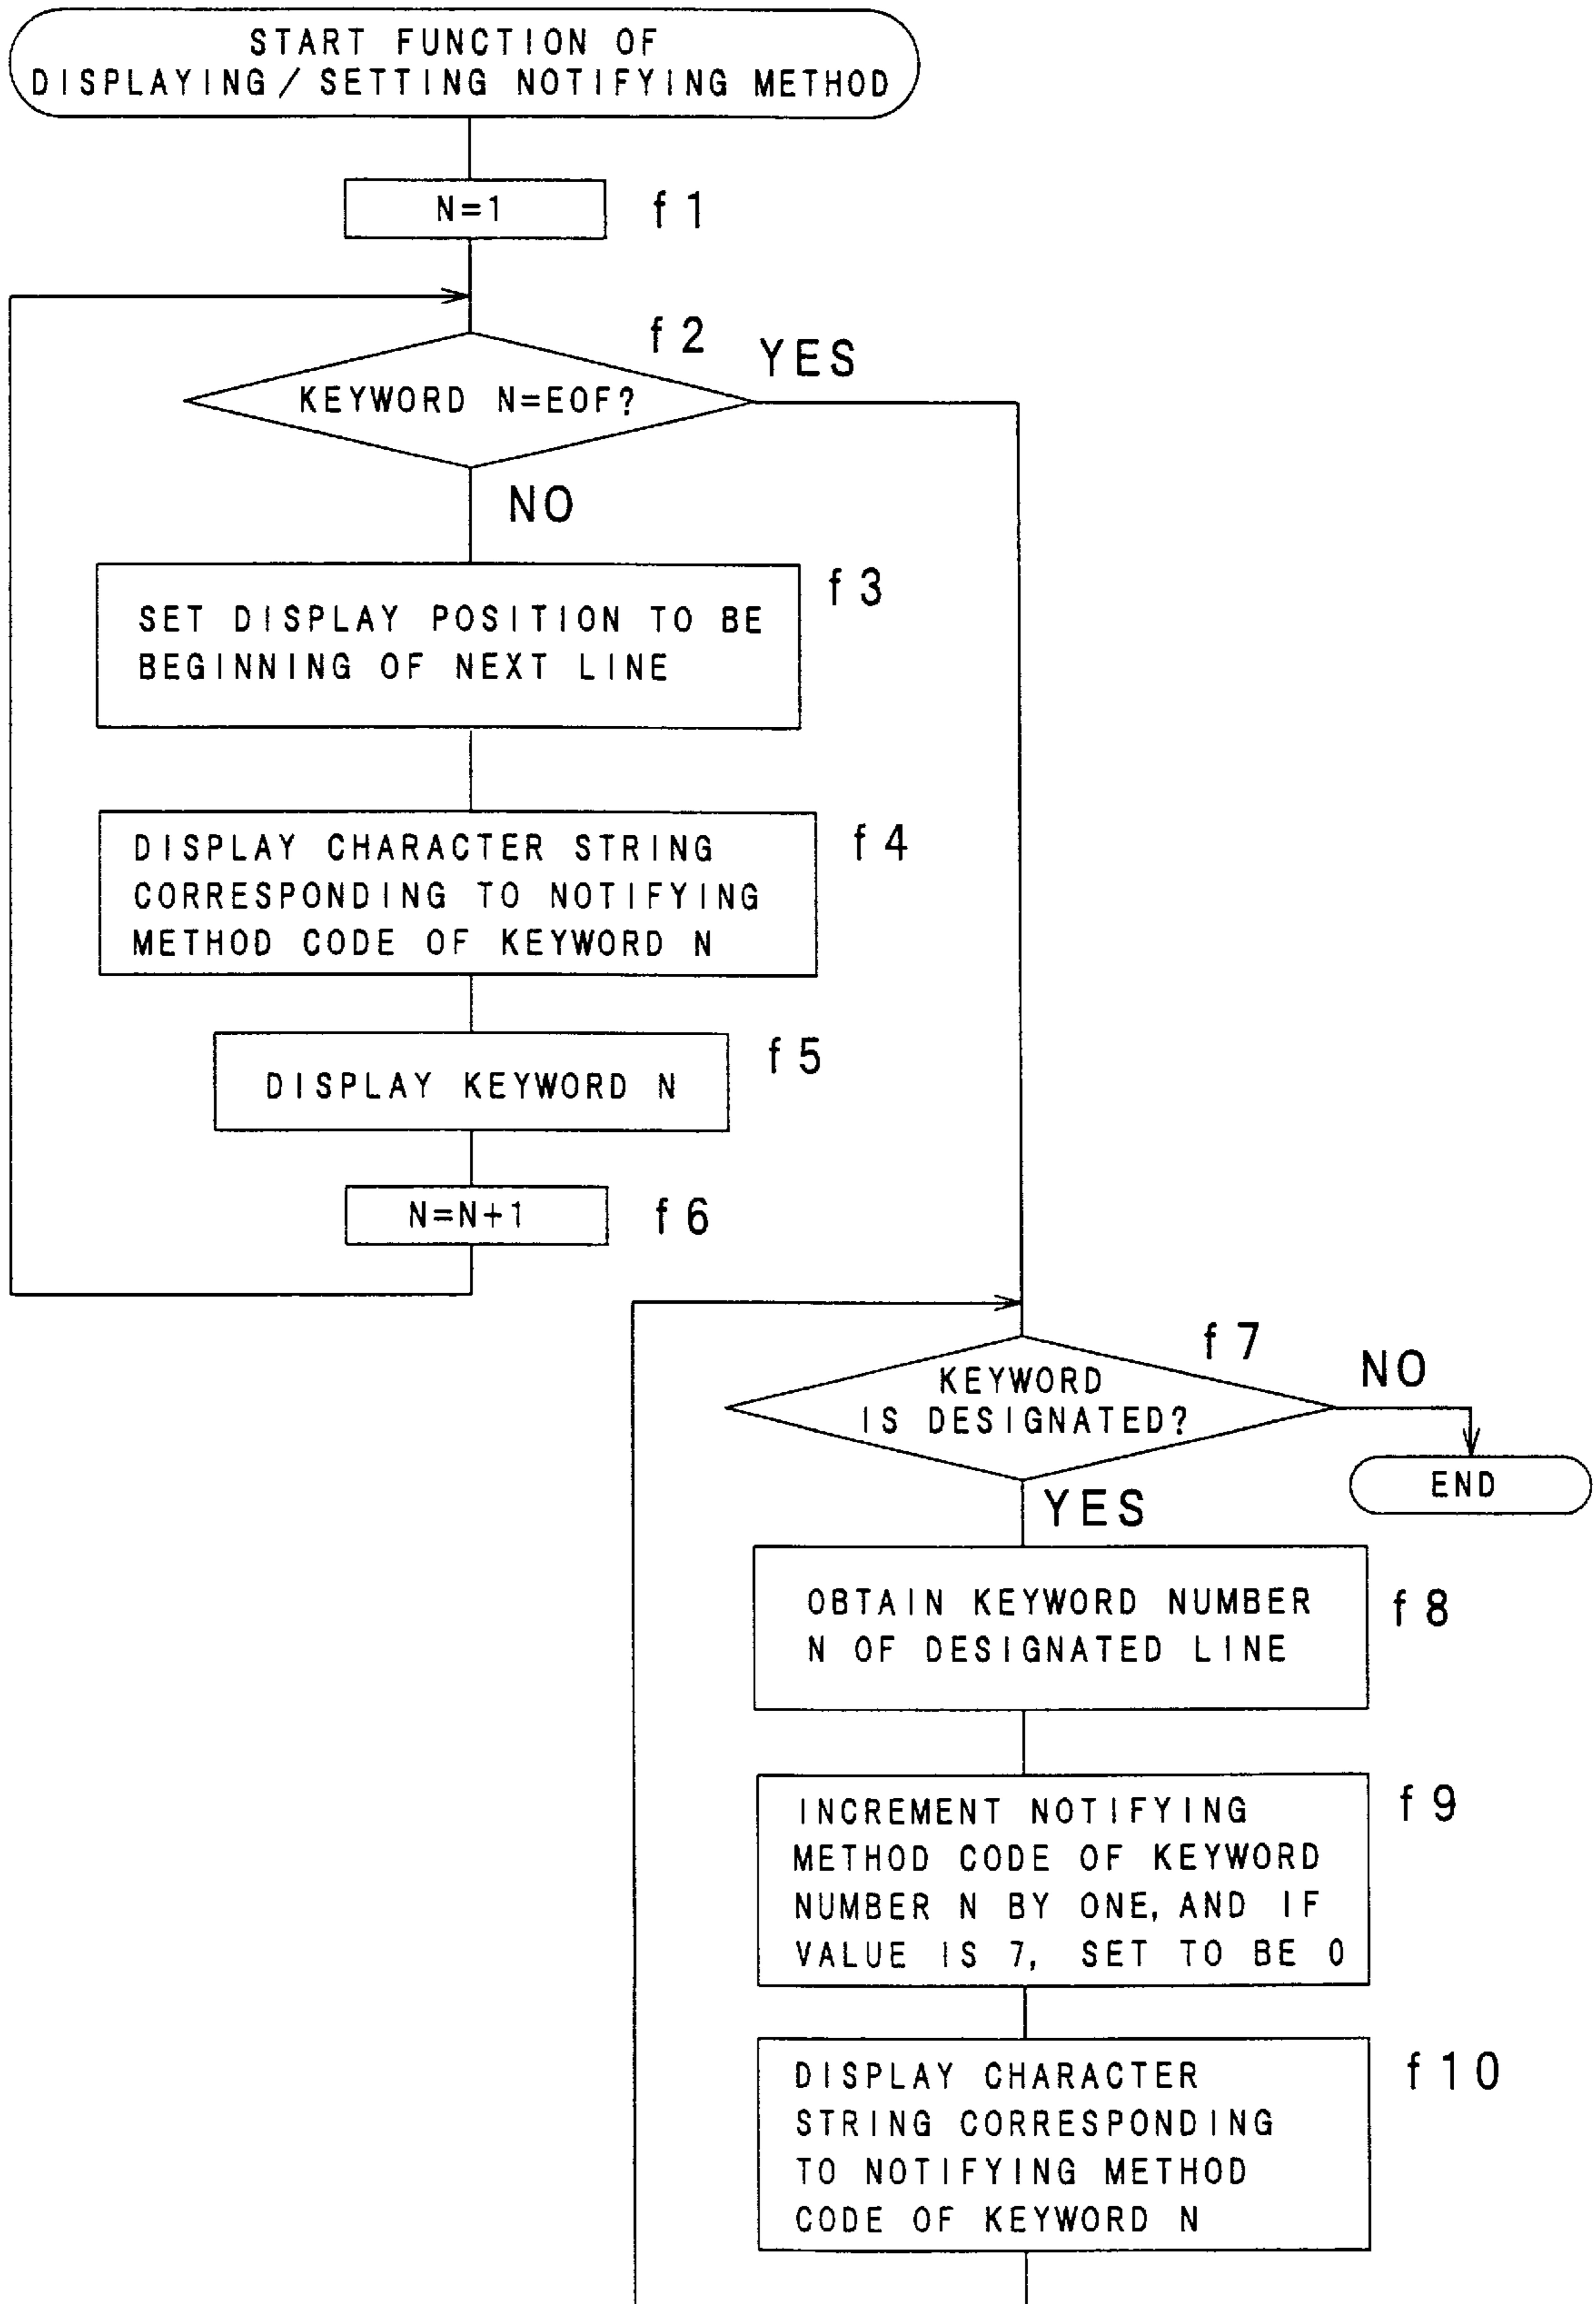 START FUNCTION OF
DISPLAYING/SETTING NOTIFYING METHOD
N=1
f1
f2
YES
KEYWORD N=EOF?
NO
f3
SET DISPLAY POSITION TO BE
BEGINNING OF NEXT LINE
f4
DISPLAY CHARACTER STRING
CORRESPONDING TO NOTIFYING
METHOD CODE OF KEYWORD N
f5
DISPLAY KEYWORD N
N=N+1
f6
f7
NO
KEYWORD
IS DESIGNATED?
END
YES
OBTAIN KEYWORD NUMBER
N OF DESIGNATED LINE
f8
f9
INCREMENT NOTIFYING
METHOD CODE OF KEYWORD
NUMBER N BY ONE, AND IF
VALUE IS 7, SET TO BE 0
f10
DISPLAY CHARACTER
STRING CORRESPONDING
TO NOTIFYING METHOD
CODE OF KEYWORD N